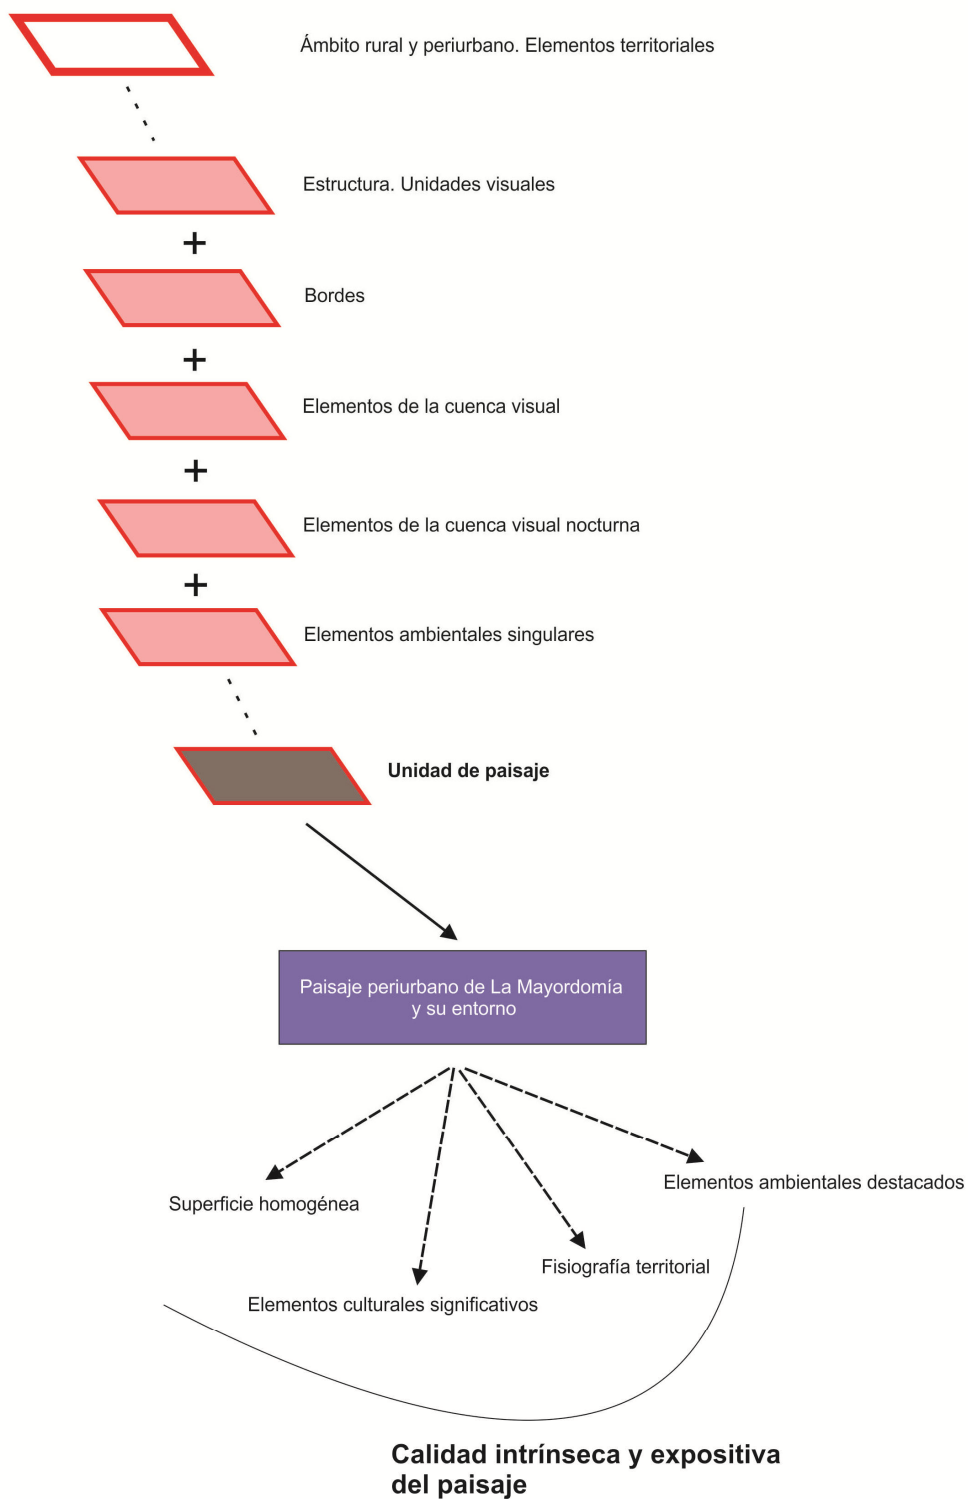 Ámbito rural y periurbano. Elementos territoriales
Estructura. Unidades visuales
+
Bordes
+
Elementos de la cuenca visual
+
Elementos de la cuenca visual nocturna
+
Elementos ambientales singulares
Unidad de paisaje
Paisaje periurbano de La Mayordomía
y su entorno
Elementos ambientales destacados
Superficie homogénea
Fisiografía territorial
Elementos culturales significativos
Calidad intrínseca y expositiva
del paisaje